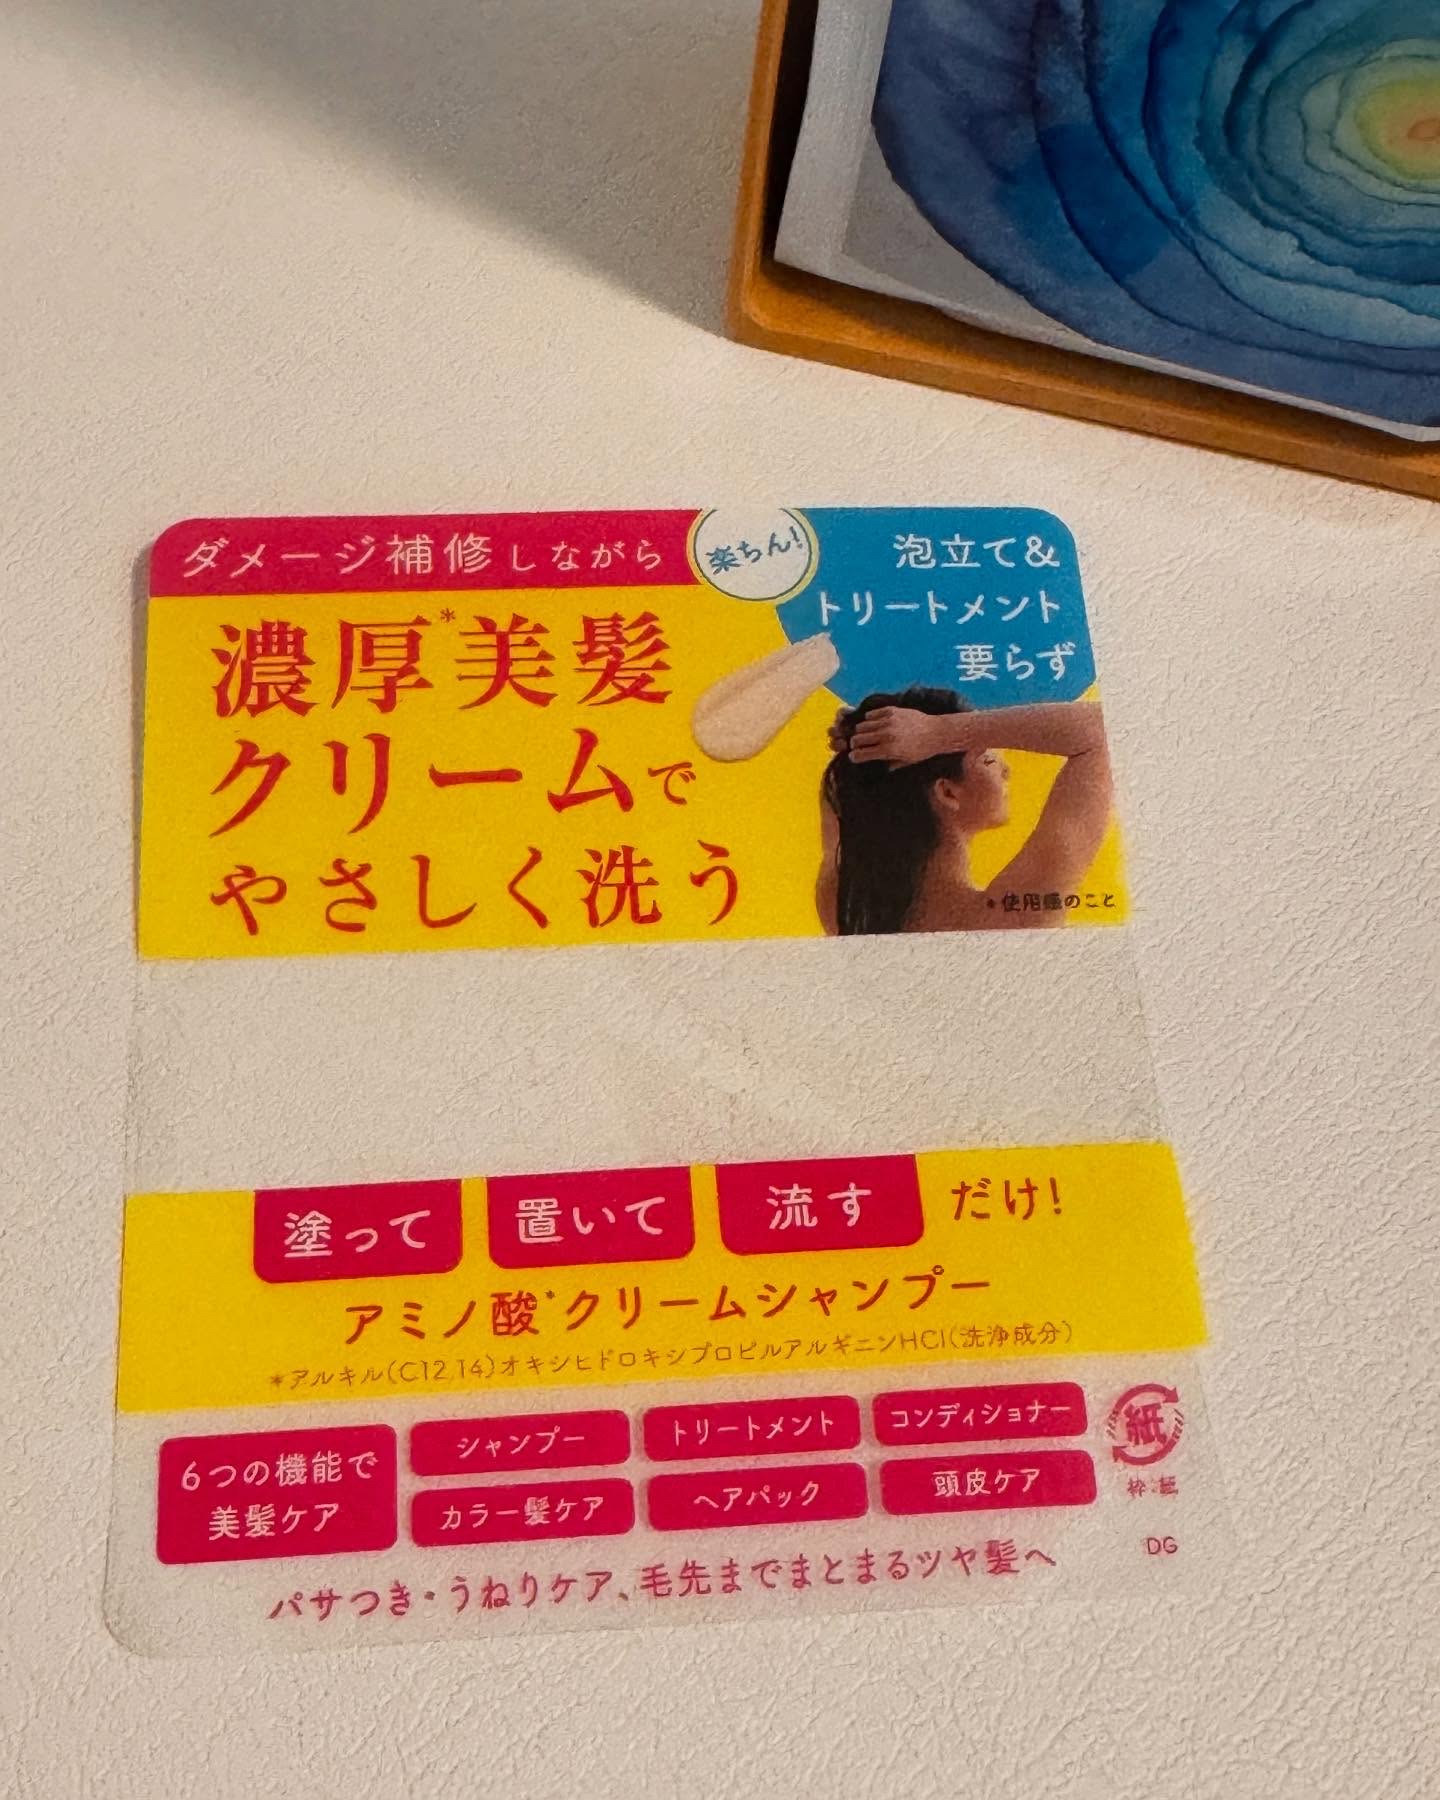 ダメージ補修しながら
楽ちん!
泡立て&
トリートメント
要らず
濃厚*美髪
クリームで
やさしく洗う
*使用感のこと
塗って 置いて 流す だけ!
アミノ酸*クリームシャンプー
*アルキル(C12,14)オキシヒドロキシプロピルアルギニンHCl(洗浄成分)
6つの機能で
美髪ケア
シャンプー トリートメント コンディショナー
カラー髪ケア ヘアパック 頭皮ケア
パサつき・うねりケア、毛先までまとまるツヤ髪へ
紙
DG